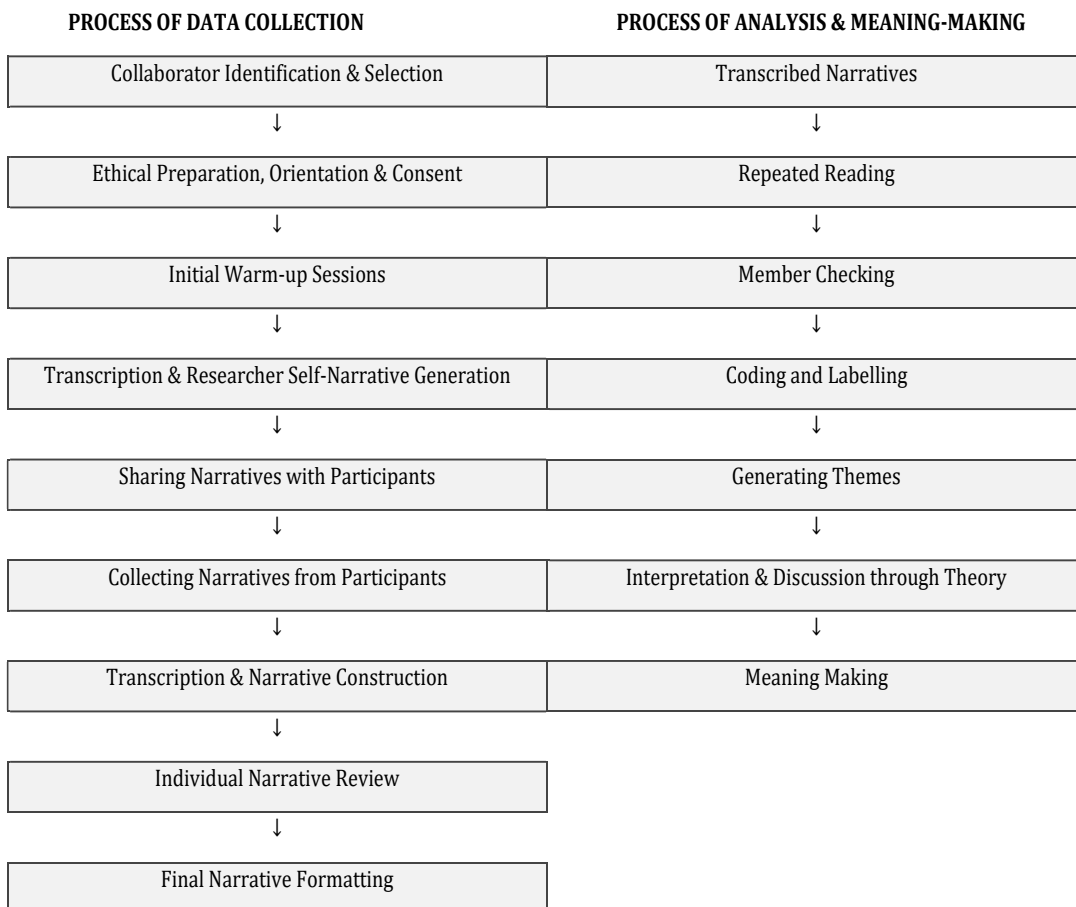 PROCESS OF DATA COLLECTION
Collaborator Identification & Selection
↓
Ethical Preparation, Orientation & Consent
↓
Initial Warm-up Sessions
↓
Transcription & Researcher Self-Narrative Generation
↓
Sharing Narratives with Participants
↓
Collecting Narratives from Participants
↓
Transcription & Narrative Construction
↓
Individual Narrative Review
↓
Final Narrative Formatting
PROCESS OF ANALYSIS & MEANING-MAKING
Transcribed Narratives
↓
Repeated Reading
↓
Member Checking
↓
Coding and Labelling
↓
Generating Themes
↓
Interpretation & Discussion through Theory
↓
Meaning Making